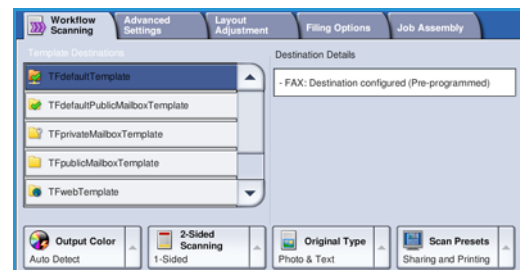 Workflow
Scanning
Advanced
Settings
Layout
Adjustment
Filing Options
Job Assembly
Template Destinations
Destination Details
TFdefaultTemplate
- FAX: Destination configured (Pre-programmed)
TFdefaultPublicMailboxTemplate
TFprivateMailboxTemplate
TFpublicMailboxTemplate
TFwebTemplate
Output Color
Auto Detect
2-Sided
Scanning
1-Sided
Original Type
Photo & Text
Scan Presets
Sharing and Printing